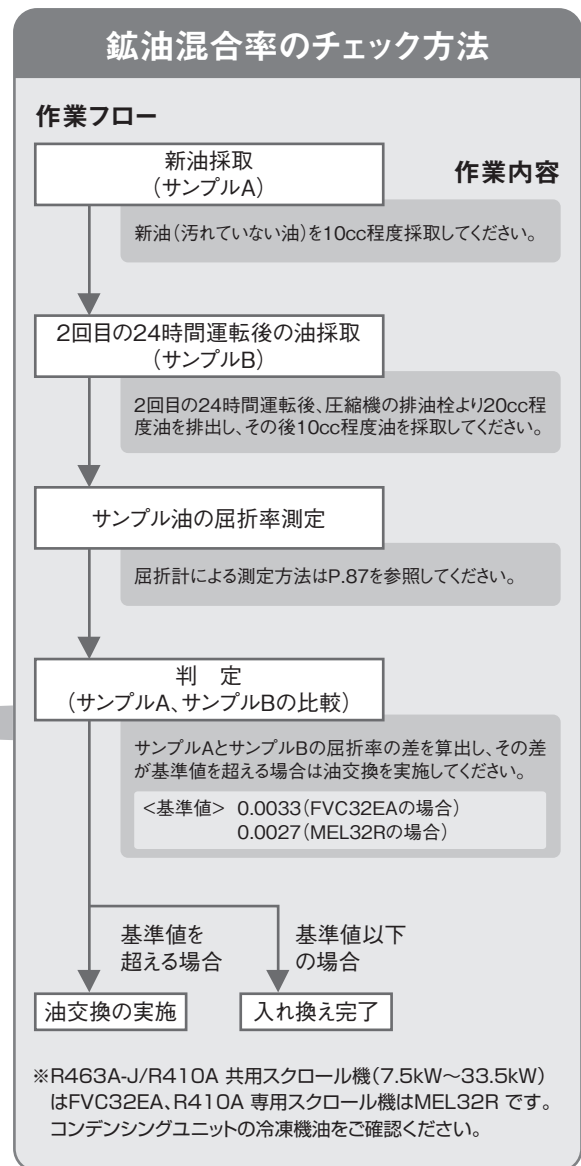 鉱油混合率のチェック方法
作業フロー
新油採取
（サンプルA）
作業内容
新油（汚れていない油）を10cc程度採取してください。
2回目の24時間運転後の油採取
（サンプルB）
2回目の24時間運転後、圧縮機の排油栓より20cc程
度油を排出し、その後10cc程度油を採取してください。
サンプル油の屈折率測定
屈折計による測定方法はP.87を参照してください。
判　定
（サンプルA、サンプルBの比較）
サンプルAとサンプルBの屈折率の差を算出し、その差
が基準値を超える場合は油交換を実施してください。
<基準値> 0.0033（FVC32EAの場合）
0.0027（MEL32Rの場合）
基準値を
超える場合
基準値以下
の場合
油交換の実施
入れ換え完了
※R463A-J/R410A 共用スクロール機（7.5kW～33.5kW）
はFVC32EA、R410A 専用スクロール機はMEL32R です。
コンデンシングユニットの冷凍機油をご確認ください。